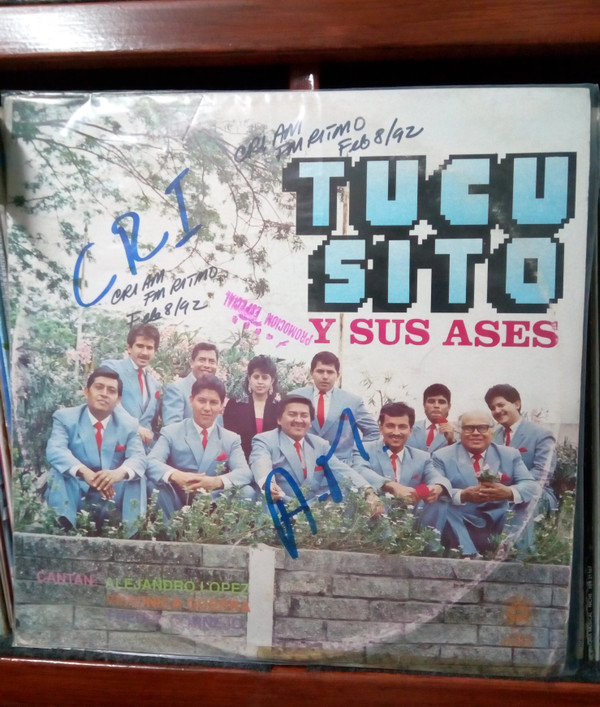 CRI AM
FM RITMO
Feb 8/92
TUCU
SITO
Y SUS ASES
CRI
CRI AM
FM RITMO
Feb 8/92
PROMOCION ESPECIAL
A.M.
CANTAN: ALEJANDRO LOPEZ